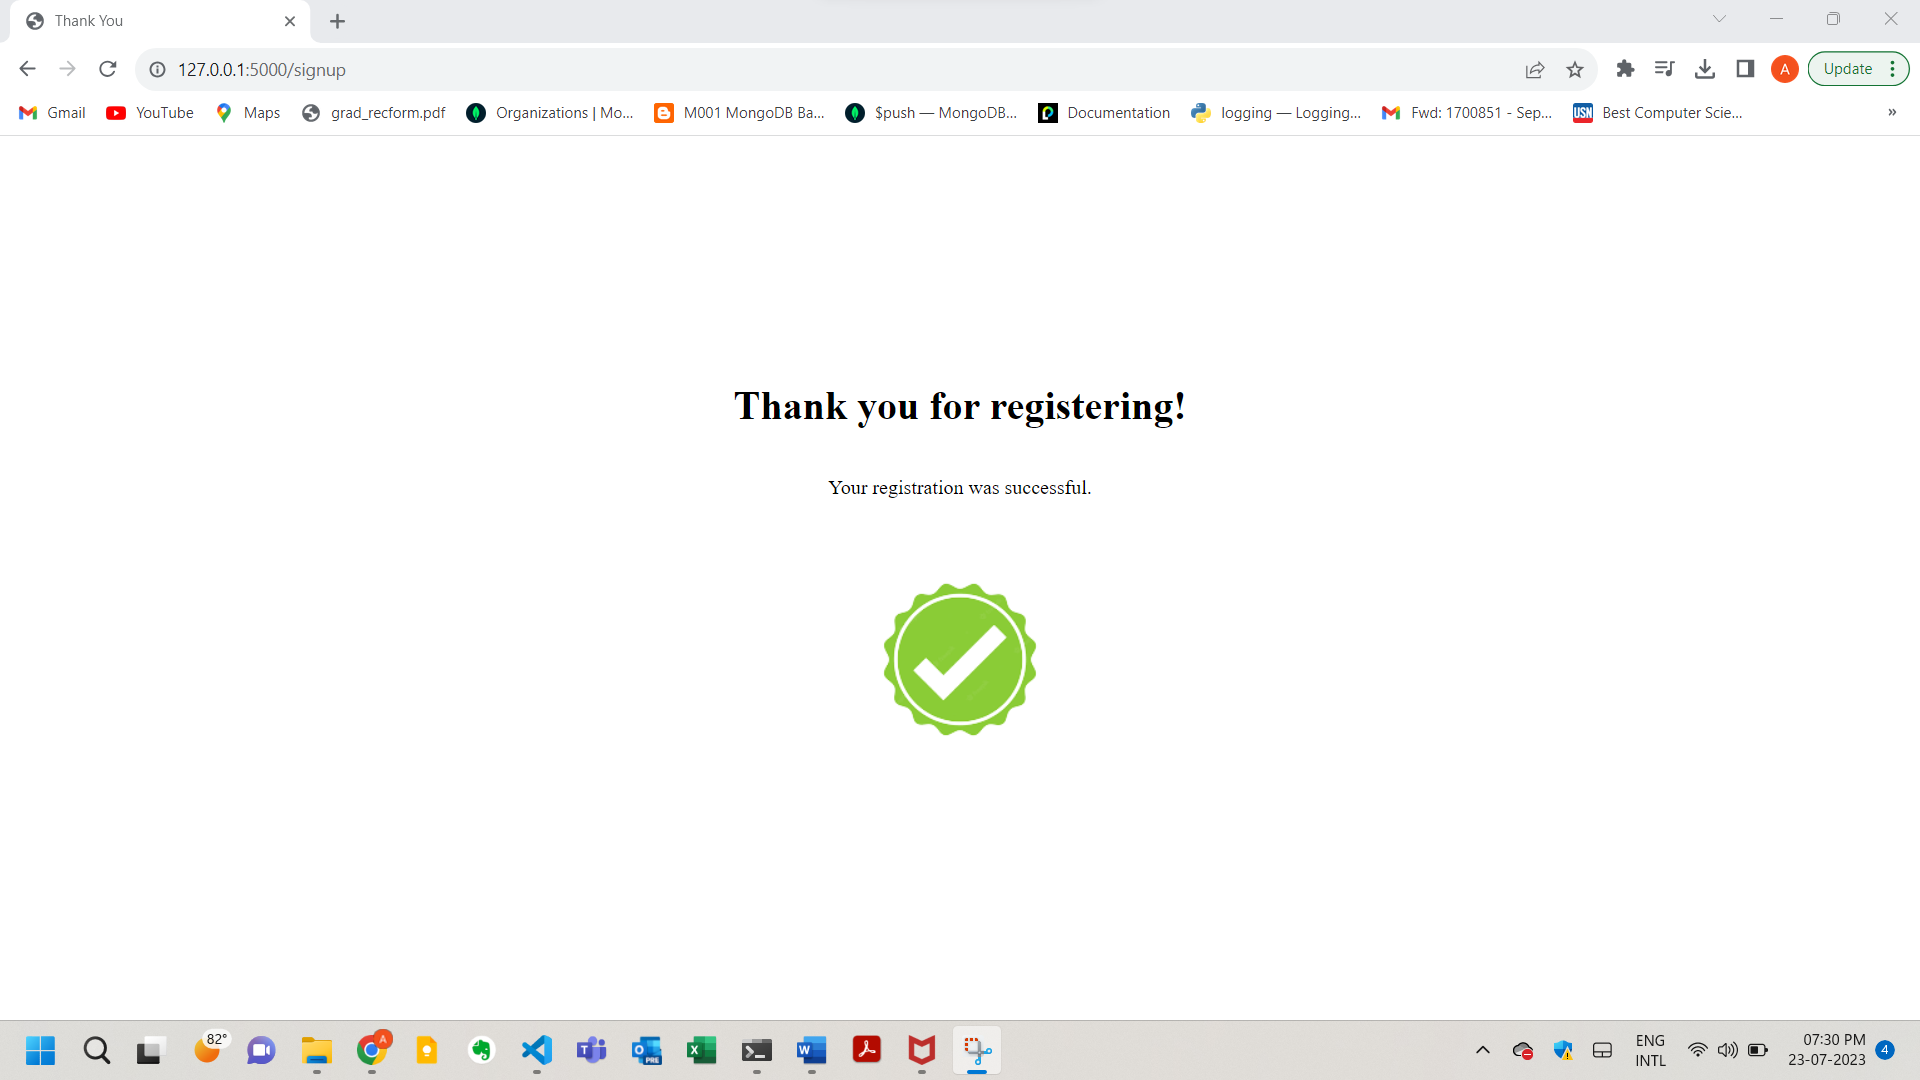 Thank You
127.0.0.1:5000/signup
A
Update
Gmail
YouTube
Maps
grad_recform.pdf
Organizations | Mo...
M001 MongoDB Ba...
$push — MongoDB...
Documentation
logging — Logging...
Fwd: 1700851 - Sep...
USN
Best Computer Scie...
»
Thank you for registering!
Your registration was successful.
82°
A
T
O
PRE
X
W
ENG
INTL
07:30 PM
23-07-2023
4